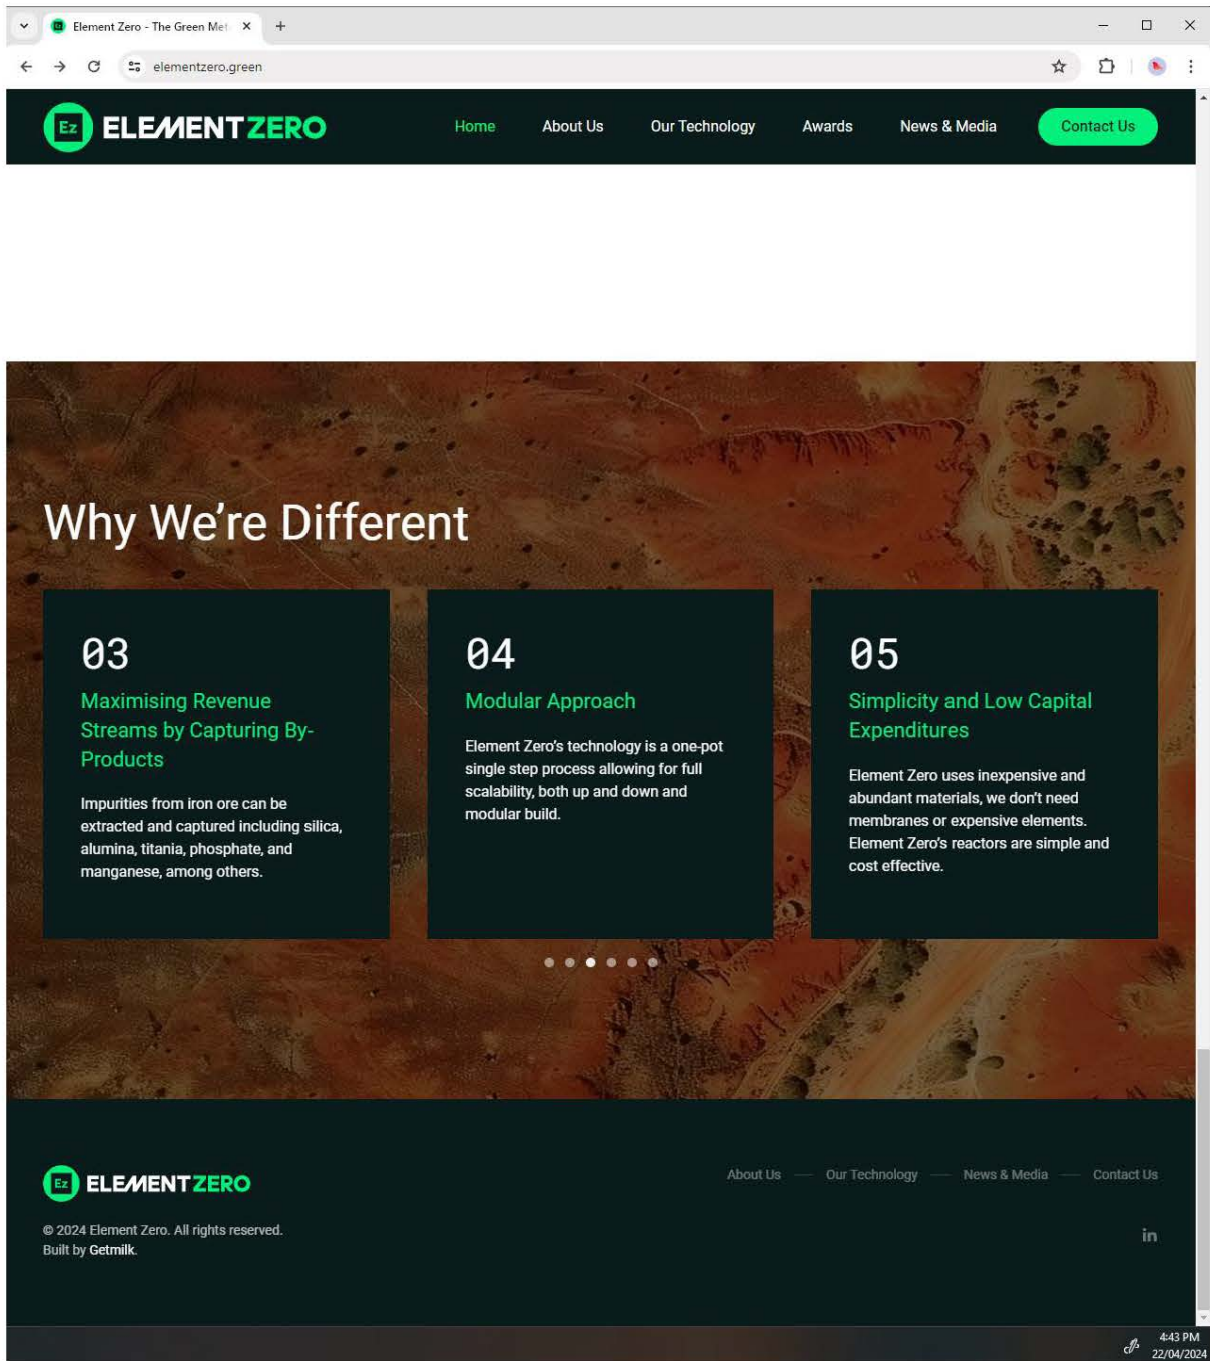 Element Zero - The Green Met
elementzero.green
Ez ELEMENTZERO
Home About Us Our Technology Awards News & Media Contact Us
Why We’re Different
03
Maximising Revenue
Streams by Capturing By-
Products
Impurities from iron ore can be
extracted and captured including silica,
alumina, titania, phosphate, and
manganese, among others.
04
Modular Approach
Element Zero’s technology is a one-pot
single step process allowing for full
scalability, both up and down and
modular build.
05
Simplicity and Low Capital
Expenditures
Element Zero uses inexpensive and
abundant materials, we don’t need
membranes or expensive elements.
Element Zero’s reactors are simple and
cost effective.
Ez ELEMENTZERO
About Us — Our Technology — News & Media — Contact Us
© 2024 Element Zero. All rights reserved.
Built by Getmilk.
in
4:43 PM
22/04/2024